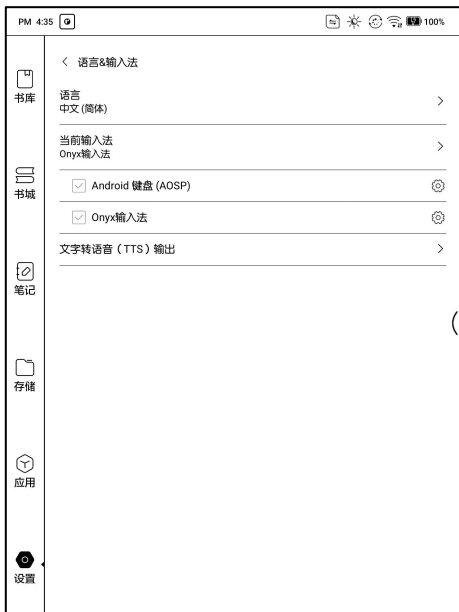 PM 4:35
100%
语言&输入法
语言
中文 (简体)
当前输入法
Onyx输入法
Android 键盘 (AOSP)
Onyx输入法
文字转语音（TTS）输出
书库
书城
笔记
存储
应用
设置